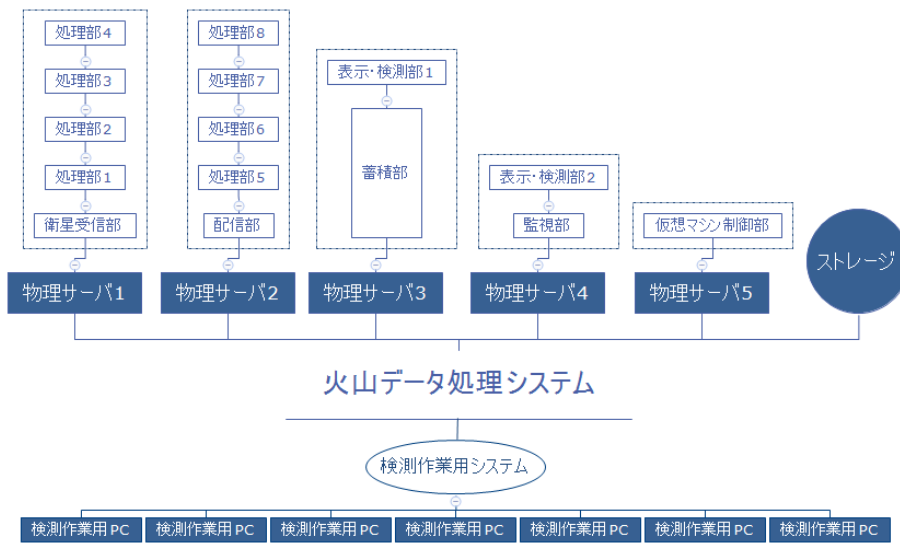 処理部4
処理部3
処理部2
処理部1
衛星受信部
物理サーバ1
処理部8
処理部7
処理部6
処理部5
配信部
物理サーバ2
表示・検測部1
蓄積部
物理サーバ3
表示・検測部2
監視部
物理サーバ4
仮想マシン制御部
物理サーバ5
ストレージ
火山データ処理システム
検測作業用システム
検測作業用PC
検測作業用PC
検測作業用PC
検測作業用PC
検測作業用PC
検測作業用PC
検測作業用PC